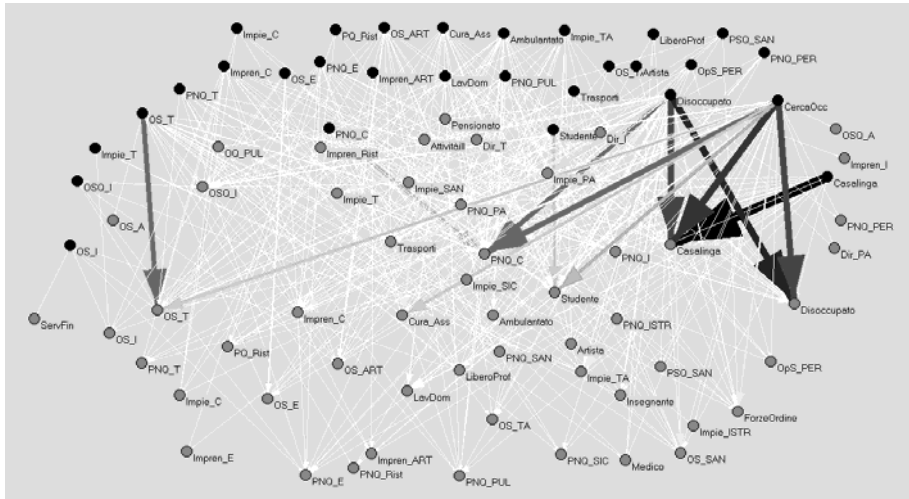 Impie_C
PQ_Rist
OS_ART
Cura_Ass
Ambulantato
Impie_TA
LiberoProf
PSQ_SAN
PNQ_PER
Impren_C
OS_E
PNQ_E
Impren_ART
LavDom
PNQ_PUL
OS_TA
Artista
OpS_PER
PNQ_T
Trasporti
Disoccupato
CercaOcc
OS_T
PNQ_C
Pensionato
Studente
Dir_I
OSQ_A
Impie_T
OQ_PUL
Impren_Rist
Dir_T
Impren_I
OSQ_I
OSQ_I
Impie_T
Impie_SAN
Impie_PA
Casalinga
OS_A
PNQ_PA
PNQ_PER
OS_I
Trasporti
PNQ_C
PNQ_I
Casalinga
Dir_PA
Impie_SIC
Studente
Disoccupato
ServFin
OS_I
OS_T
Impren_C
Cura_Ass
Ambulantato
PNQ_ISTR
PNQ_T
PQ_Rist
OS_ART
LiberoProf
PNQ_SAN
Artista
Impie_TA
PSQ_SAN
OpS_PER
Impie_C
OS_E
LavDom
Insegnante
OS_TA
Impie_ISTR
ForzeOrdine
Impren_E
PNQ_E
Impren_ART
PNQ_Rist
PNQ_PUL
PNQ_SIC
Medico
OS_SAN